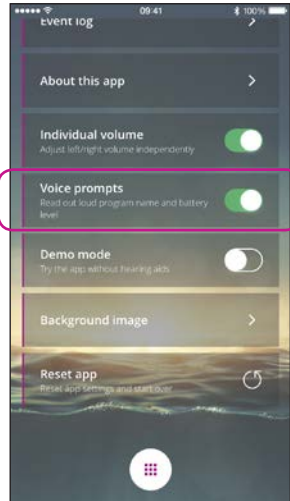 09:41
100%
Event log
About this app
Individual volume
Adjust left/right volume independently
Voice prompts
Read out loud program name and battery
level
Demo mode
Try the app without hearing aids
Background image
Reset app
Reset app settings and start over